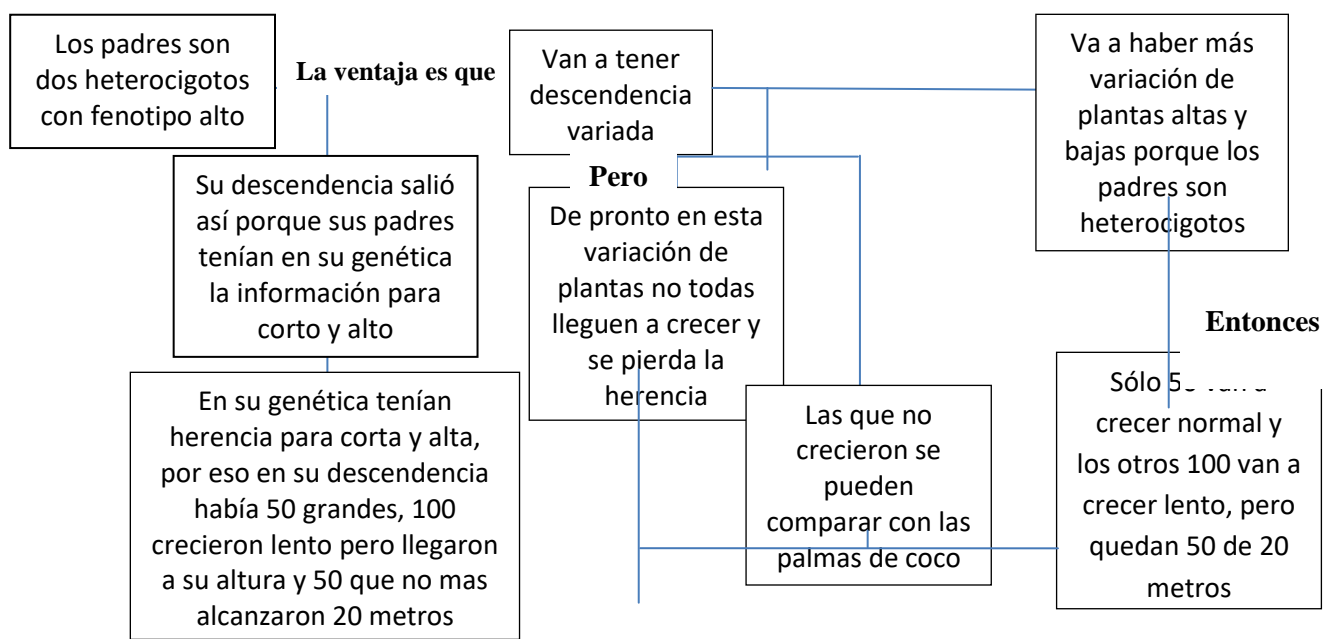 Los padres son
dos heterocigotos
con fenotipo alto
La ventaja es que
Van a tener
descendencia
variada
Va a haber más
variación de
plantas altas y
bajas porque los
padres son
heterocigotos
Su descendencia salió
así porque sus padres
tenían en su genética
la información para
corto y alto
Pero
De pronto en esta
variación de
plantas no todas
lleguen a crecer y
se pierda la
herencia
Entonces
En su genética tenían
herencia para corta y alta,
por eso en su descendencia
había 50 grandes, 100
crecieron lento pero llegaron
a su altura y 50 que no mas
alcanzaron 20 metros
Las que no
crecieron se
pueden
comparar con las
palmas de coco
Sólo
crecer normal y
los otros 100 van a
crecer lento, pero
quedan 50 de 20
metros